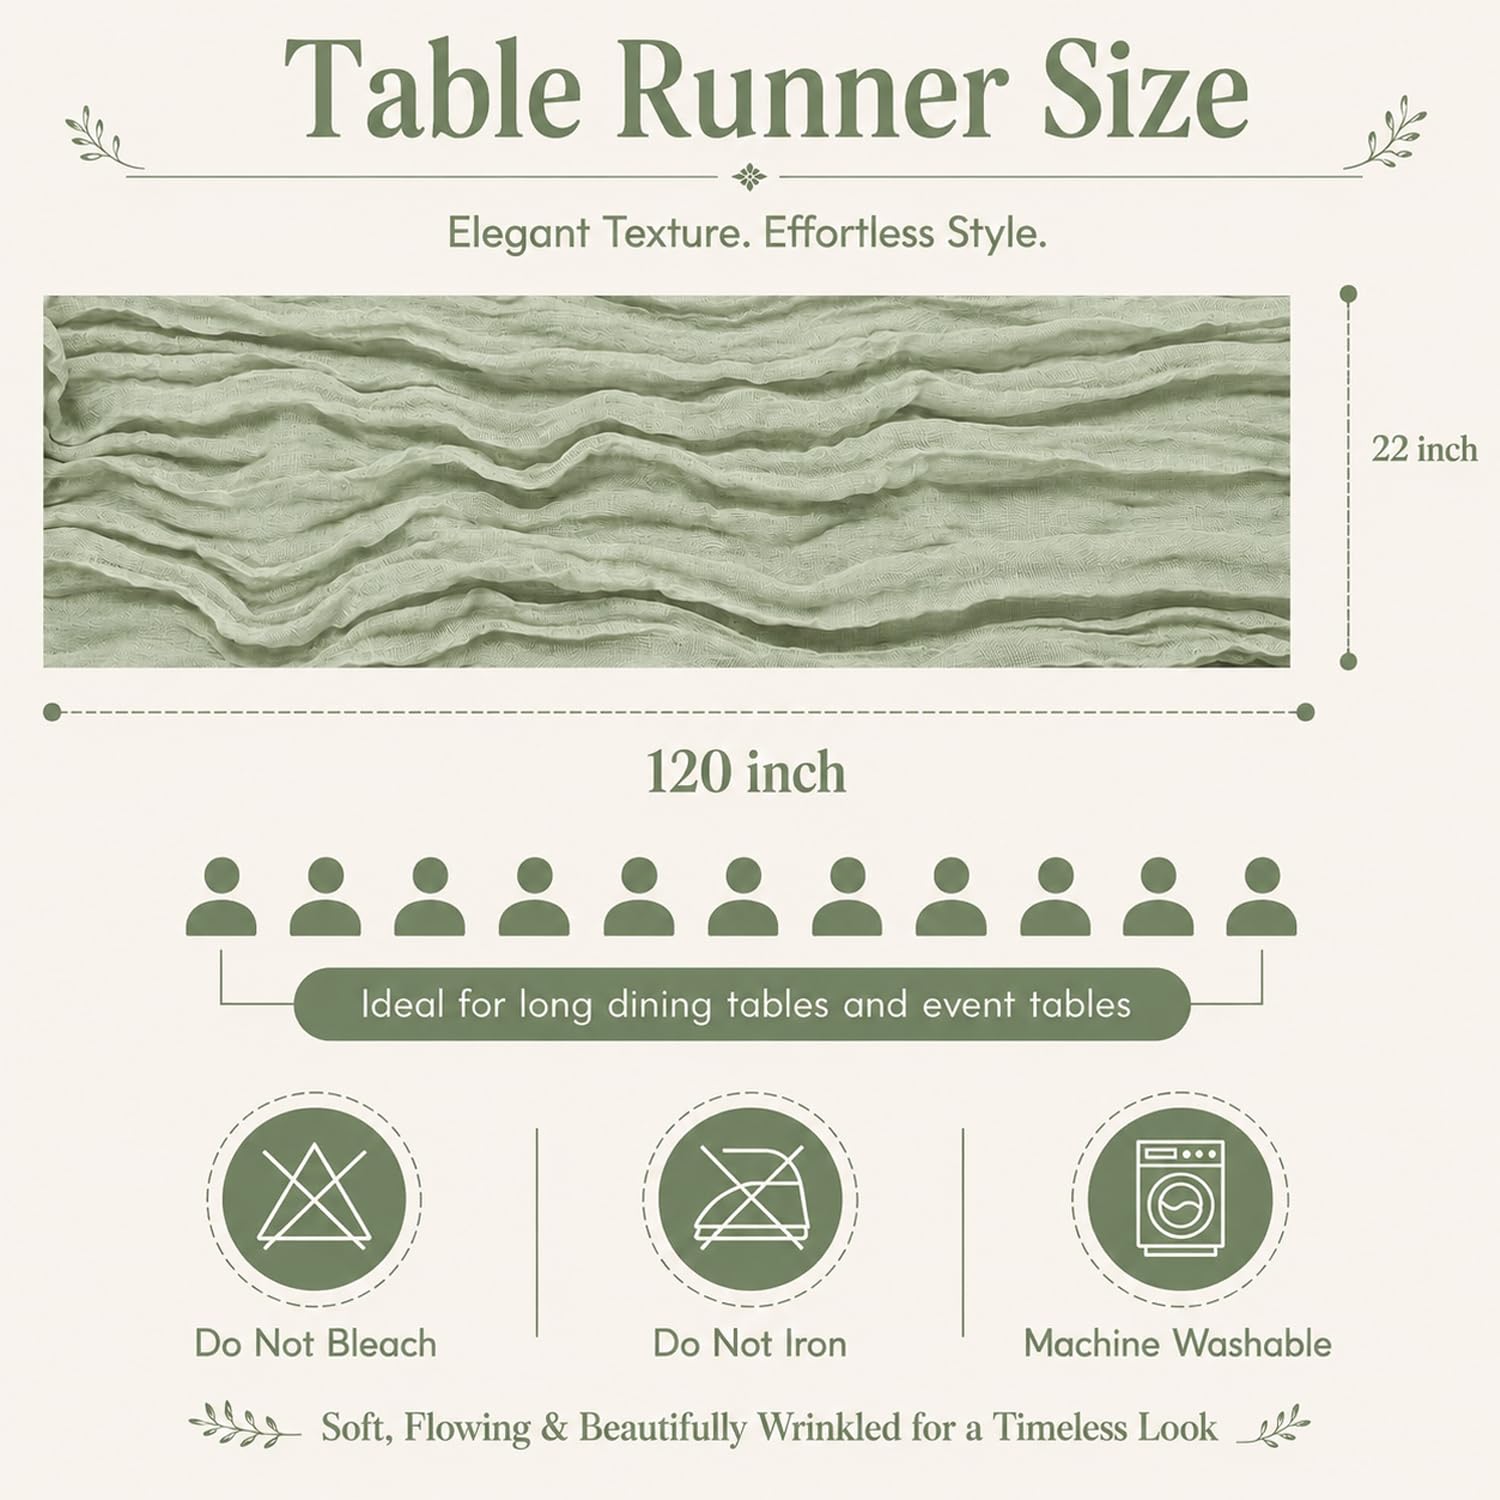 Table Runner Size
Elegant Texture. Effortless Style.
22 inch
120 inch
Ideal for long dining tables and event tables
Do Not Bleach
Do Not Iron
Machine Washable
Soft, Flowing & Beautifully Wrinkled for a Timeless Look